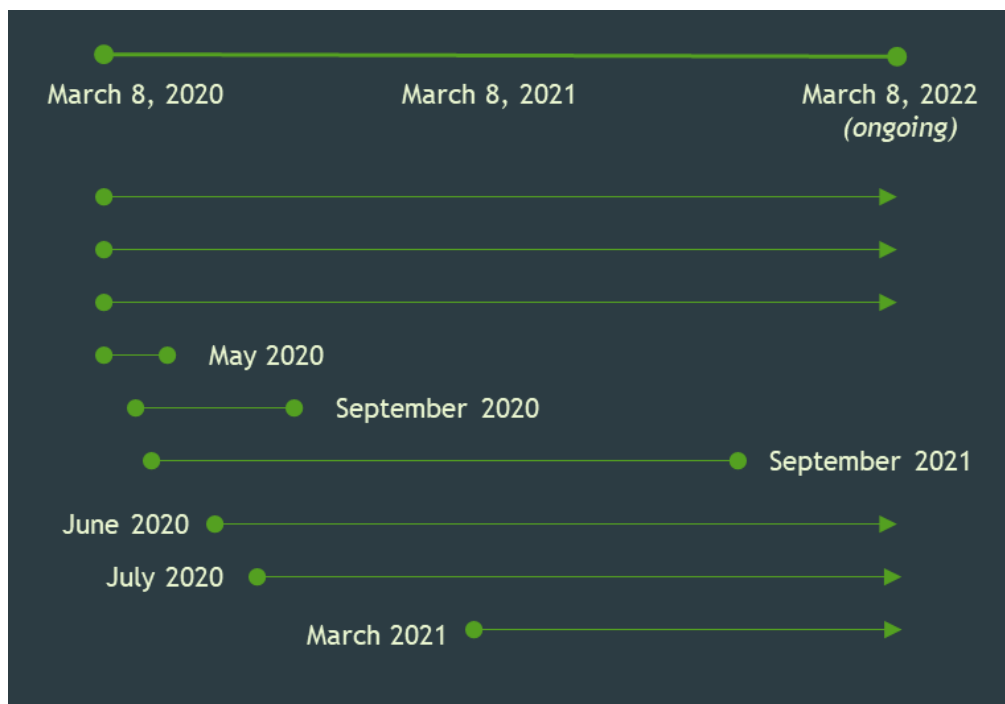 March 8, 2020 March 8, 2021 March 8, 2022
(ongoing)
May 2020
September 2020
September 2021
June 2020
July 2020
March 2021